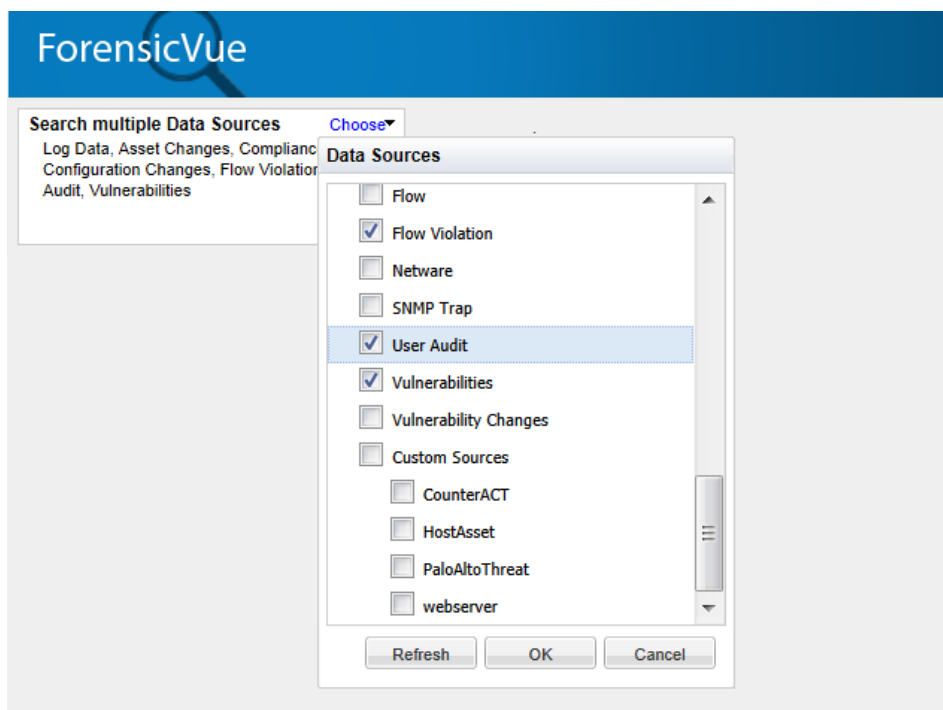 ForensicVue
Search multiple Data Sources Choose
Log Data, Asset Changes, Complianc
Configuration Changes, Flow Violation
Audit, Vulnerabilities
Data Sources
Flow
Flow Violation
Netware
SNMP Trap
User Audit
Vulnerabilities
Vulnerability Changes
Custom Sources
CounterACT
HostAsset
PaloAltoThreat
webserver
Refresh OK Cancel